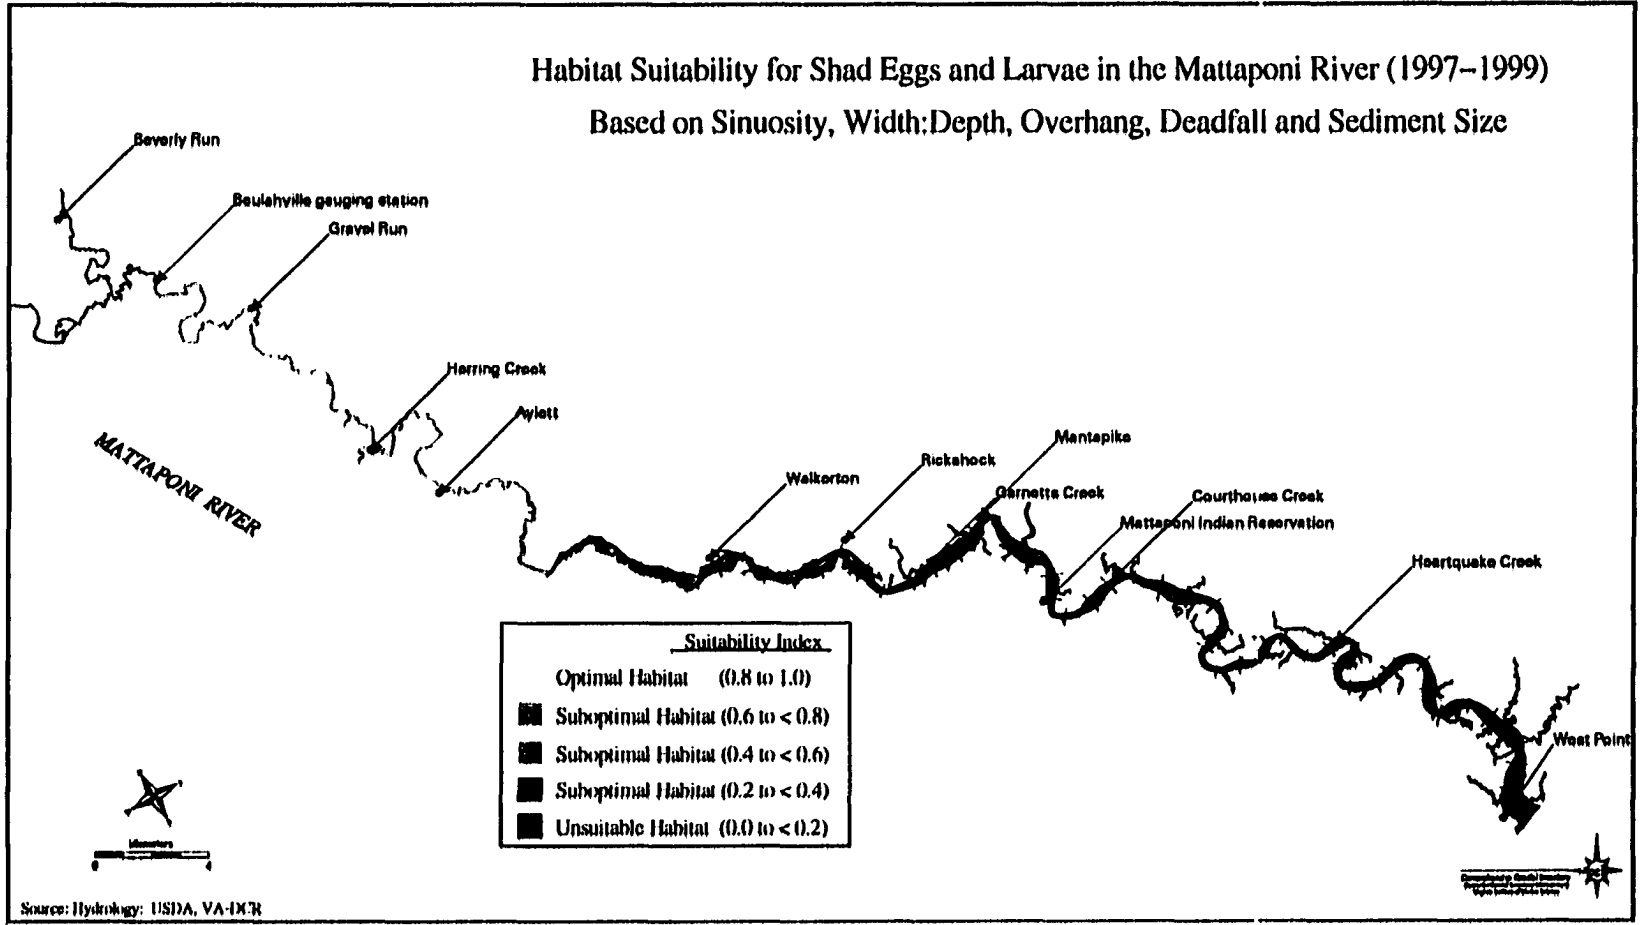 Habitat Suitability for Shad Eggs and Larvae in the Mattaponi River (1997–1999)
Based on Sinuosity, Width:Depth, Overhang, Deadfall and Sediment Size
Beverly Run
Beulahville gauging station
Gravel Run
Herring Creek
Aylett
MATTAPONI RIVER
Walkerton
Rickahock
Mantapike
Garnetts Creek
Courthouse Creek
Mattaponi Indian Reservation
Heartquake Creek
West Point
Suitability Index
Optimal Habitat (0.8 to 1.0)
Suboptimal Habitat (0.6 to < 0.8)
Suboptimal Habitat (0.4 to < 0.6)
Suboptimal Habitat (0.2 to < 0.4)
Unsuitable Habitat (0.0 to < 0.2)
Kilometers
0 4
Source: Hydrology: USDA, VA-DCR